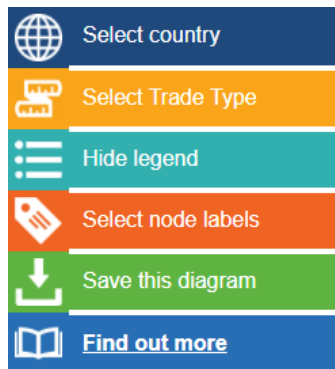 Select country
Select Trade Type
Hide legend
Select node labels
Save this diagram
Find out more